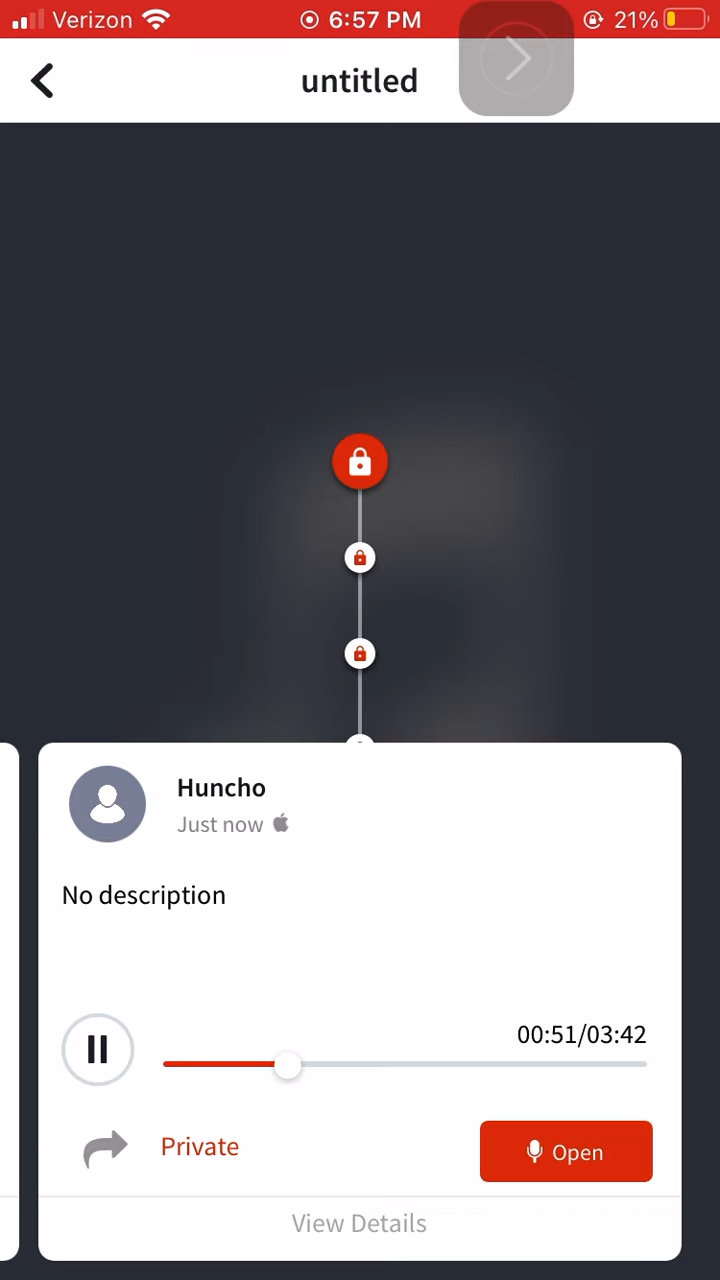 Verizon 6:57 PM 21%
untitled
Huncho
Just now
No description
00:51/03:42
Private
Open
View Details